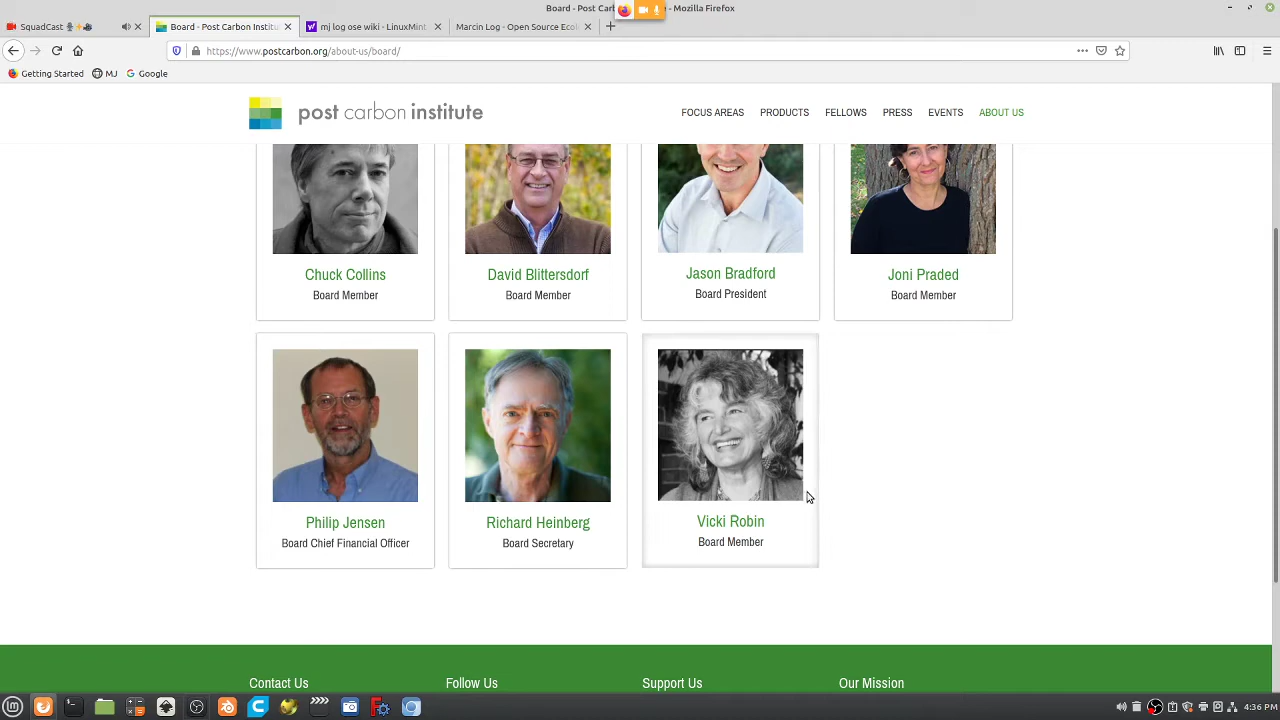 Board - Post Carb
e - Mozilla Firefox
SquadCast
Board - Post Carbon Institut
mj log ose wiki - LinuxMint
Marcin Log - Open Source Ecol
https://www.postcarbon.org/about-us/board/
Getting Started
MJ
Google
post carbon institute
FOCUS AREAS
PRODUCTS
FELLOWS
PRESS
EVENTS
ABOUT US
Chuck Collins
Board Member
David Blittersdorf
Board Member
Jason Bradford
Board President
Joni Praded
Board Member
Philip Jensen
Board Chief Financial Officer
Richard Heinberg
Board Secretary
Vicki Robin
Board Member
Contact Us
Follow Us
Support Us
Our Mission
4:36 PM